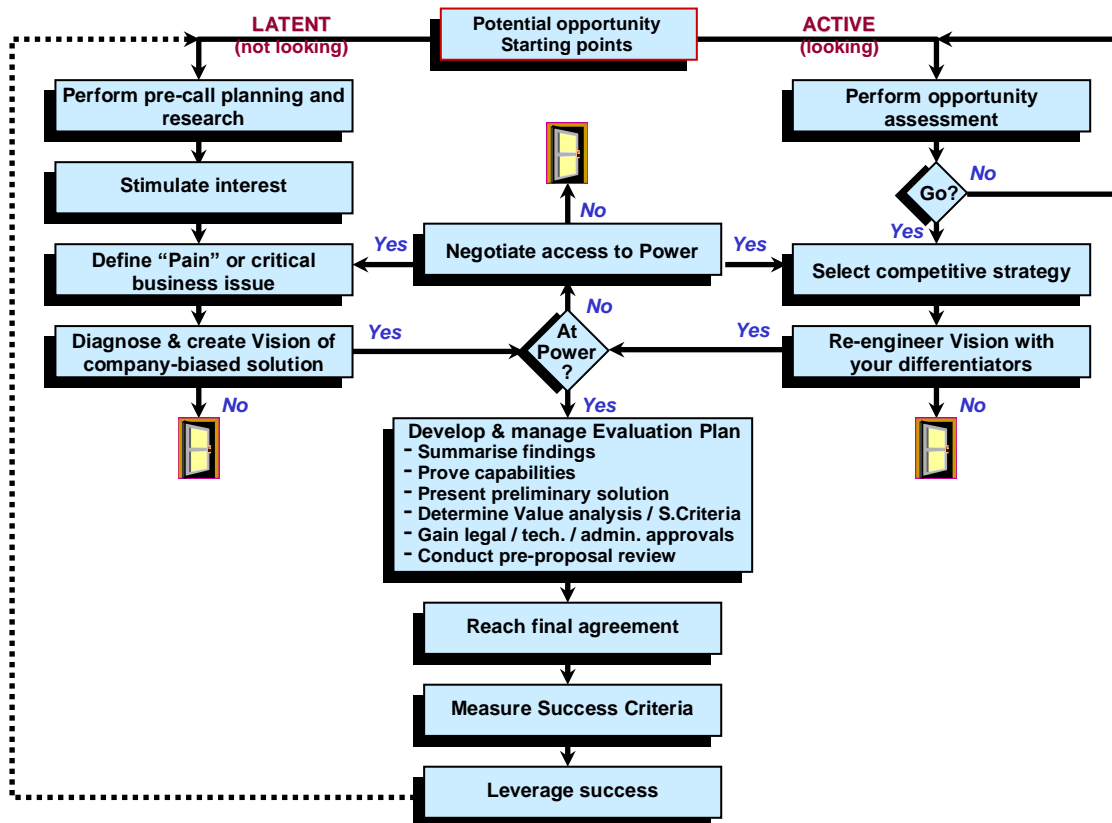 LATENT
(not looking)
Potential opportunity
Starting points
ACTIVE
(looking)
Perform pre-call planning and
research
Perform opportunity
assessment
Stimulate interest
No
Go?
No
Yes
Yes
Negotiate access to Power
Yes
Define “Pain” or critical
business issue
Select competitive strategy
No
Diagnose & create Vision of
company-biased solution
Yes
At
Power
?
Yes
Re-engineer Vision with
your differentiators
No
Yes
No
Develop & manage Evaluation Plan
- Summarise findings
- Prove capabilities
- Present preliminary solution
- Determine Value analysis / S.Criteria
- Gain legal / tech. / admin. approvals
- Conduct pre-proposal review
Reach final agreement
Measure Success Criteria
Leverage success